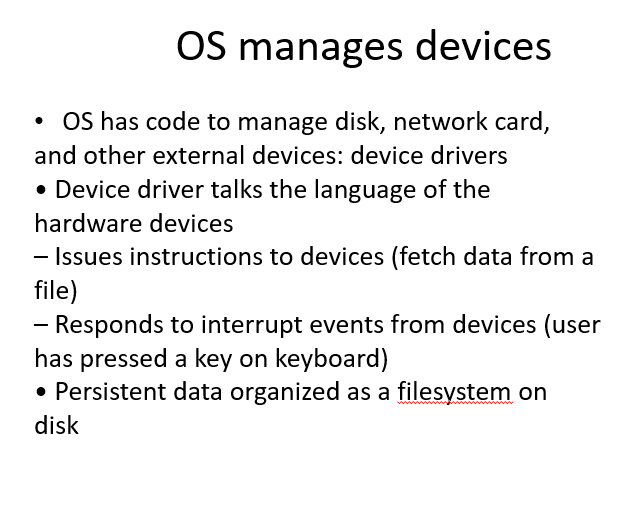 OS manages devices
• OS has code to manage disk, network card,
and other external devices: device drivers
• Device driver talks the language of the
hardware devices
– Issues instructions to devices (fetch data from a
file)
– Responds to interrupt events from devices (user
has pressed a key on keyboard)
• Persistent data organized as a filesystem on
disk